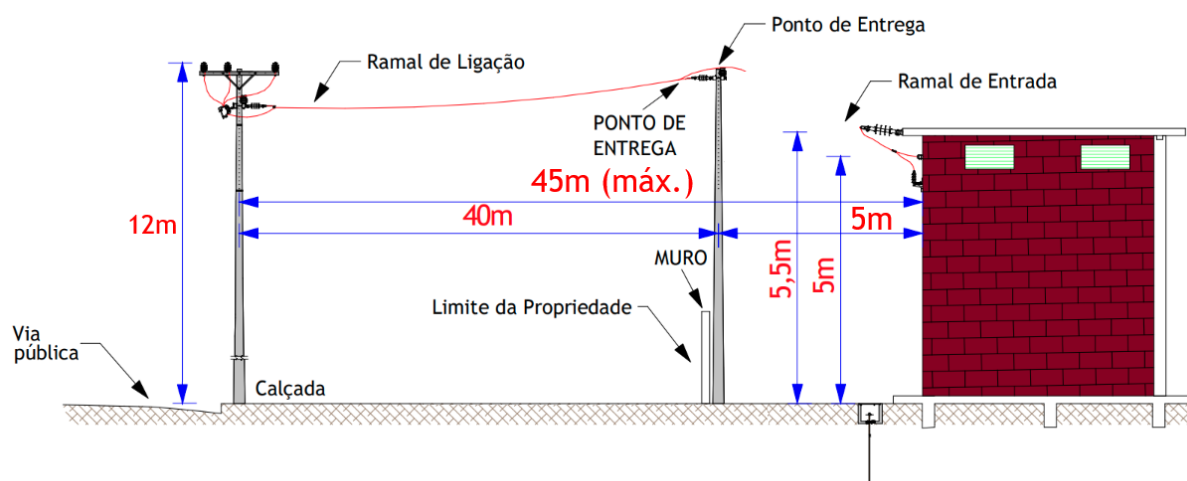 Ponto de Entrega
Ramal de Ligação
Ramal de Entrada
PONTO DE
ENTREGA
45m (máx.)
12m
40m
5m
5,5m
5m
MURO
Limite da Propriedade
Via
pública
Calçada